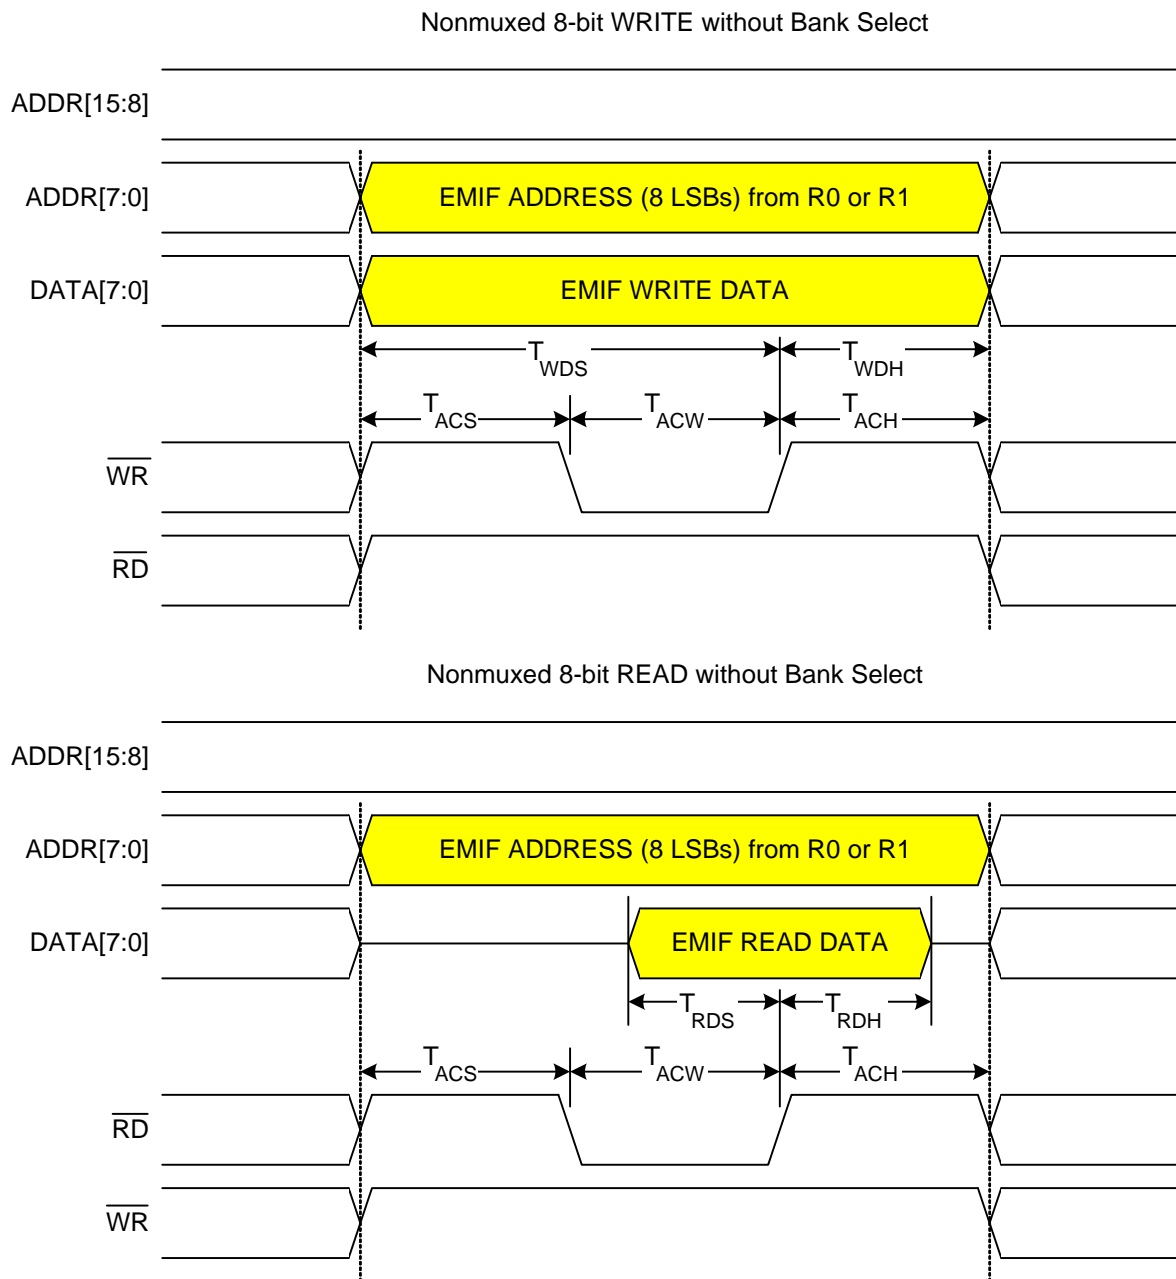 Nonmuxed 8-bit WRITE without Bank Select
ADDR[15:8]
ADDR[7:0]
EMIF ADDRESS (8 LSBs) from R0 or R1
DATA[7:0]
EMIF WRITE DATA
TWDS TWDH
TACS TACW TACH
WR
RD
Nonmuxed 8-bit READ without Bank Select
ADDR[15:8]
ADDR[7:0]
EMIF ADDRESS (8 LSBs) from R0 or R1
DATA[7:0]
EMIF READ DATA
TRDS TRDH
TACS TACW TACH
RD
WR